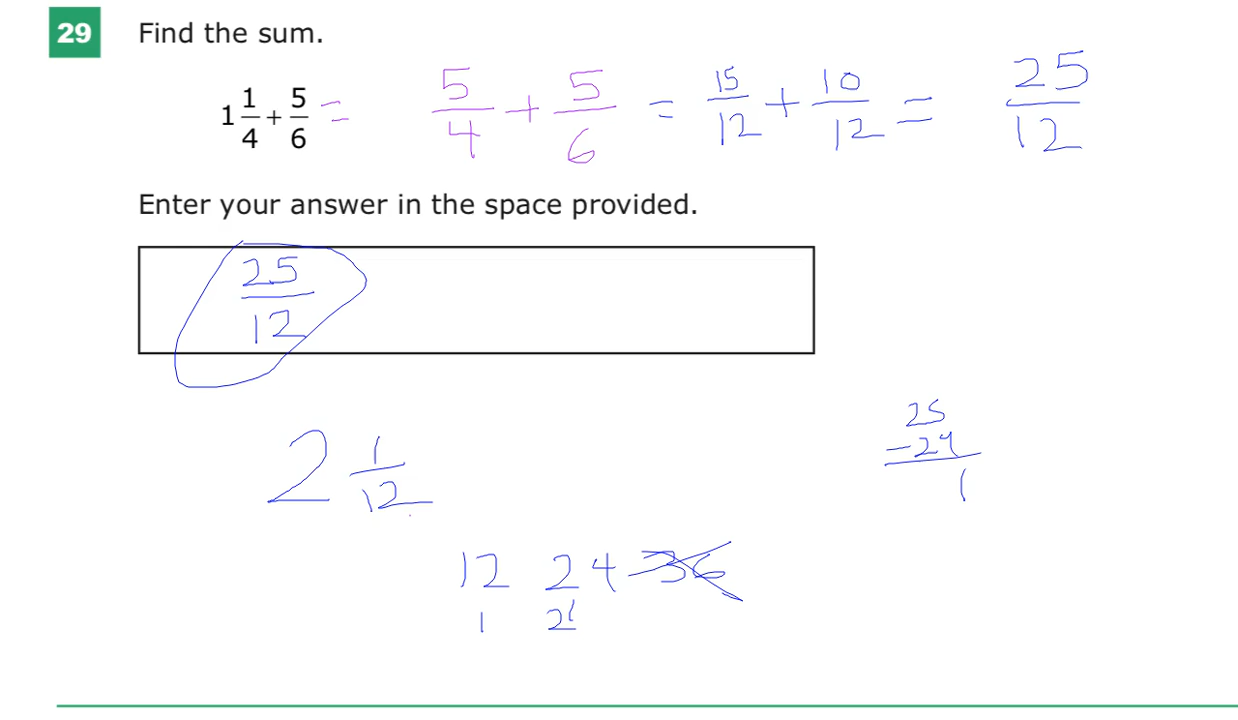 29 Find the sum.
1 1/4 + 5/6 = 5/4 + 5/6 = 15/12 + 10/12 = 25/12
Enter your answer in the space provided.
25/12
2 1/12
25
-24
1
12 24 36
1 2